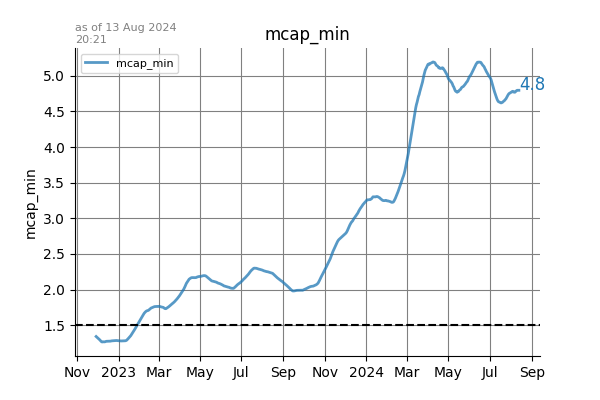 as of 13 Aug 2024
20:21
mcap_min
mcap_min
5.0
4.8
4.5
4.0
3.5
mcap_min
3.0
2.5
2.0
1.5
Nov 2023 Mar May Jul Sep Nov 2024 Mar May Jul Sep